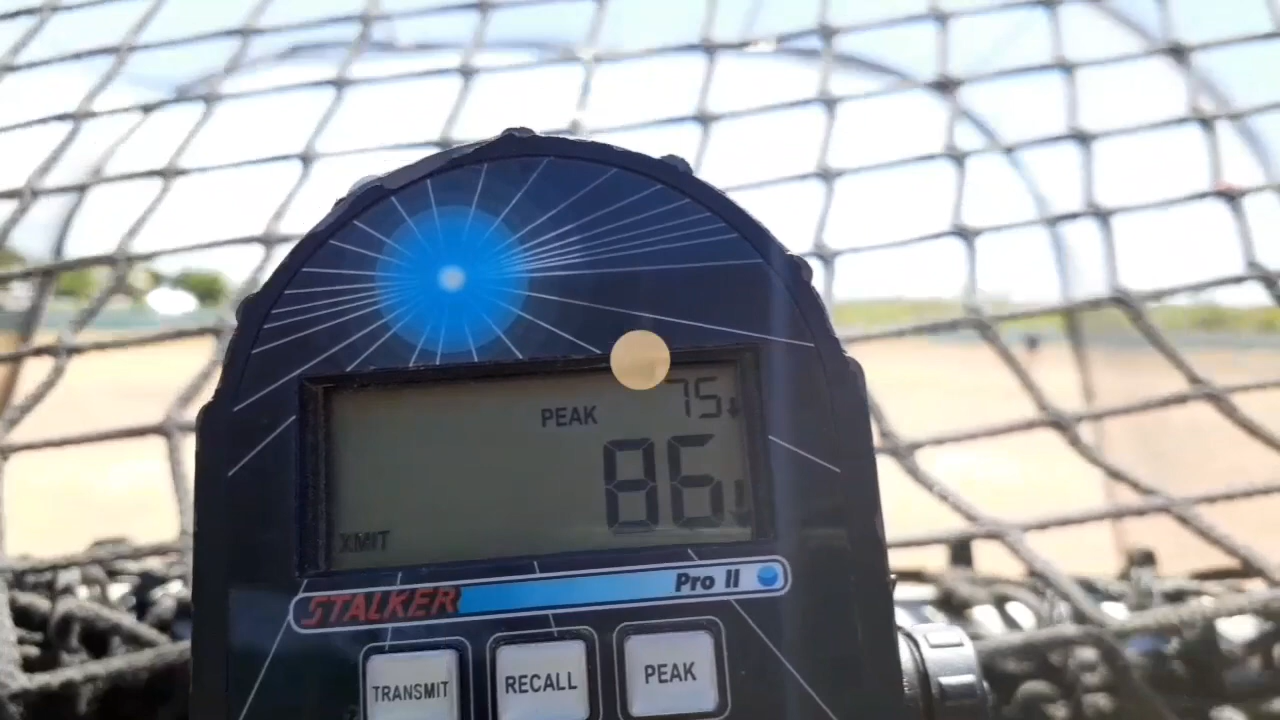 75
PEAK
86
XMIT
STALKER Pro II
TRANSMIT RECALL PEAK